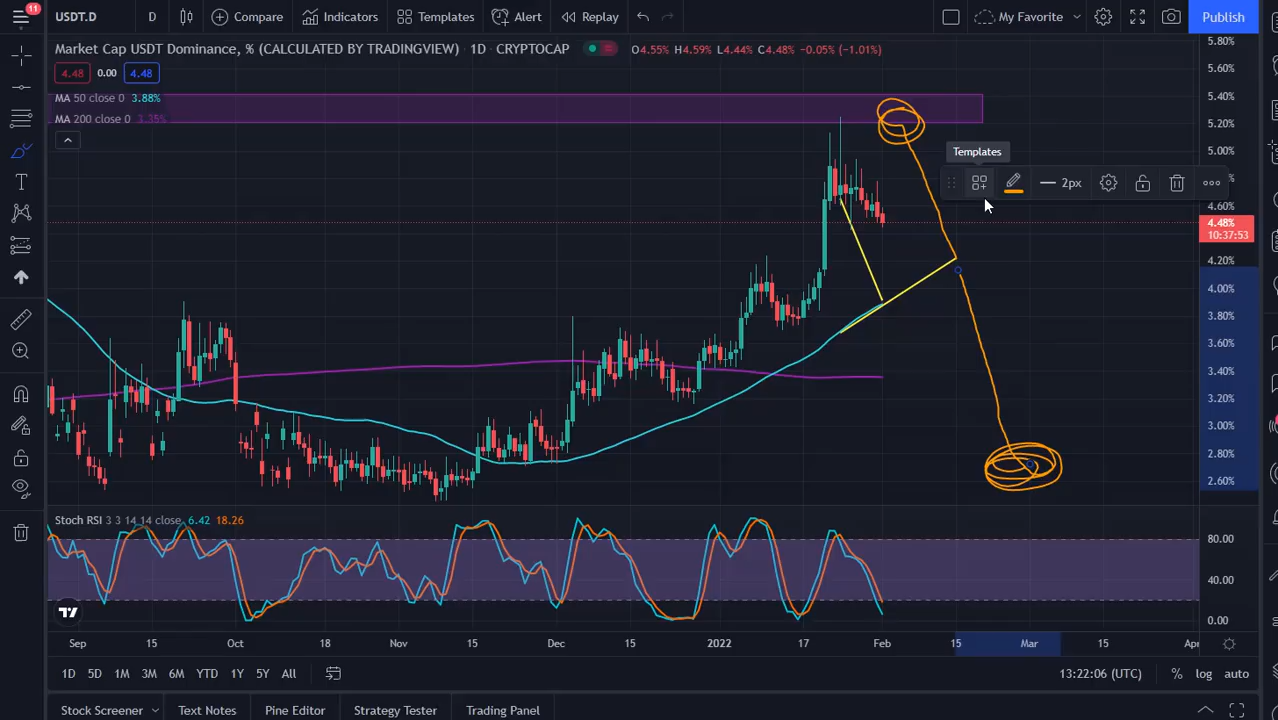 11
USDT.D D Compare Indicators Templates Alert Replay My Favorite Publish
Market Cap USDT Dominance, % (CALCULATED BY TRADINGVIEW) · 1D · CRYPTOCAP O4.55% H4.59% L4.44% C4.48% −0.05% (−1.01%)
4.48 0.00 4.48
MA 50 close 0 3.88%
MA 200 close 0 3.35%
Templates
2px
5.80%
5.60%
5.40%
5.20%
5.00%
4.60%
4.48%
10:37:53
4.20%
4.00%
3.80%
3.60%
3.40%
3.20%
3.00%
2.80%
2.60%
Stoch RSI 3 3 14 14 close 6.42 18.26
80.00
40.00
0.00
Sep 15 Oct 18 Nov 15 Dec 15 2022 17 Feb 15 Mar 15 Ap
1D 5D 1M 3M 6M YTD 1Y 5Y All 13:22:06 (UTC) % log auto
Stock Screener Text Notes Pine Editor Strategy Tester Trading Panel